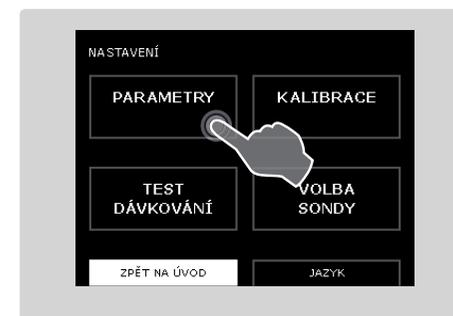 NASTAVENÍ
PARAMETRY
KALIBRACE
TEST
DÁVKOVÁNÍ
VOLBA
SONDY
ZPĚT NA ÚVOD
JAZYK